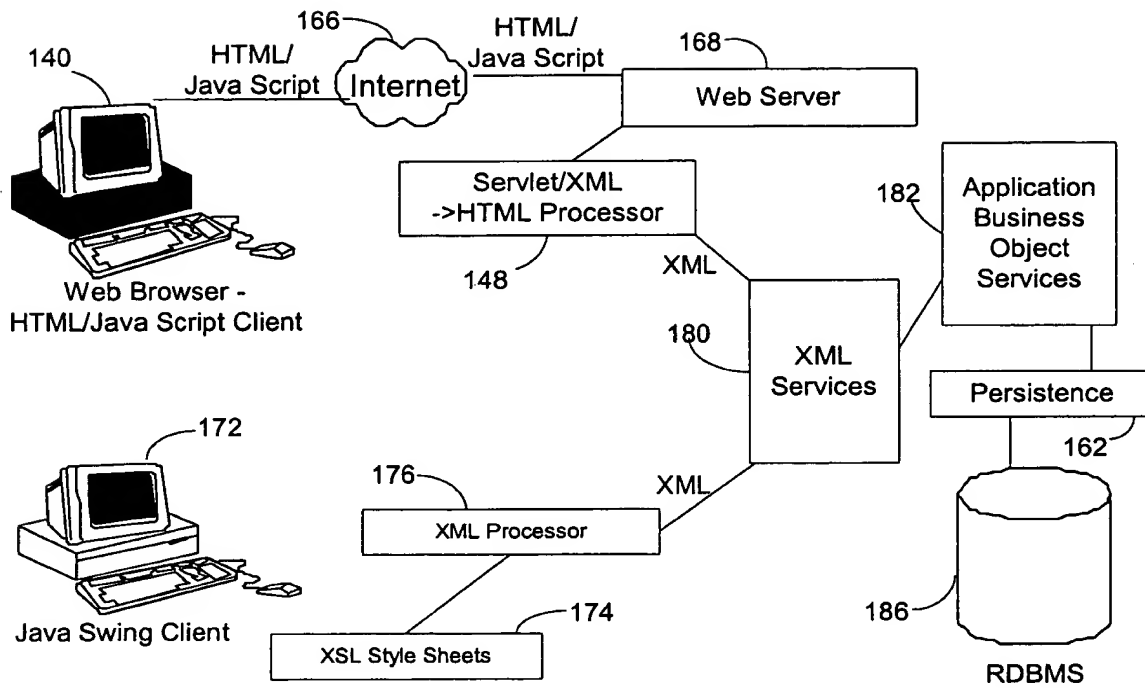 166
HTML/
Java Script
HTML/
Java Script
168
140
Internet
Web Server
Servlet/XML
->HTML Processor
148
182
Application
Business
Object
Services
XML
Web Browser -
HTML/Java Script Client
180
XML
Services
Persistence
162
172
176
XML
XML Processor
174
Java Swing Client
XSL Style Sheets
186
RDBMS